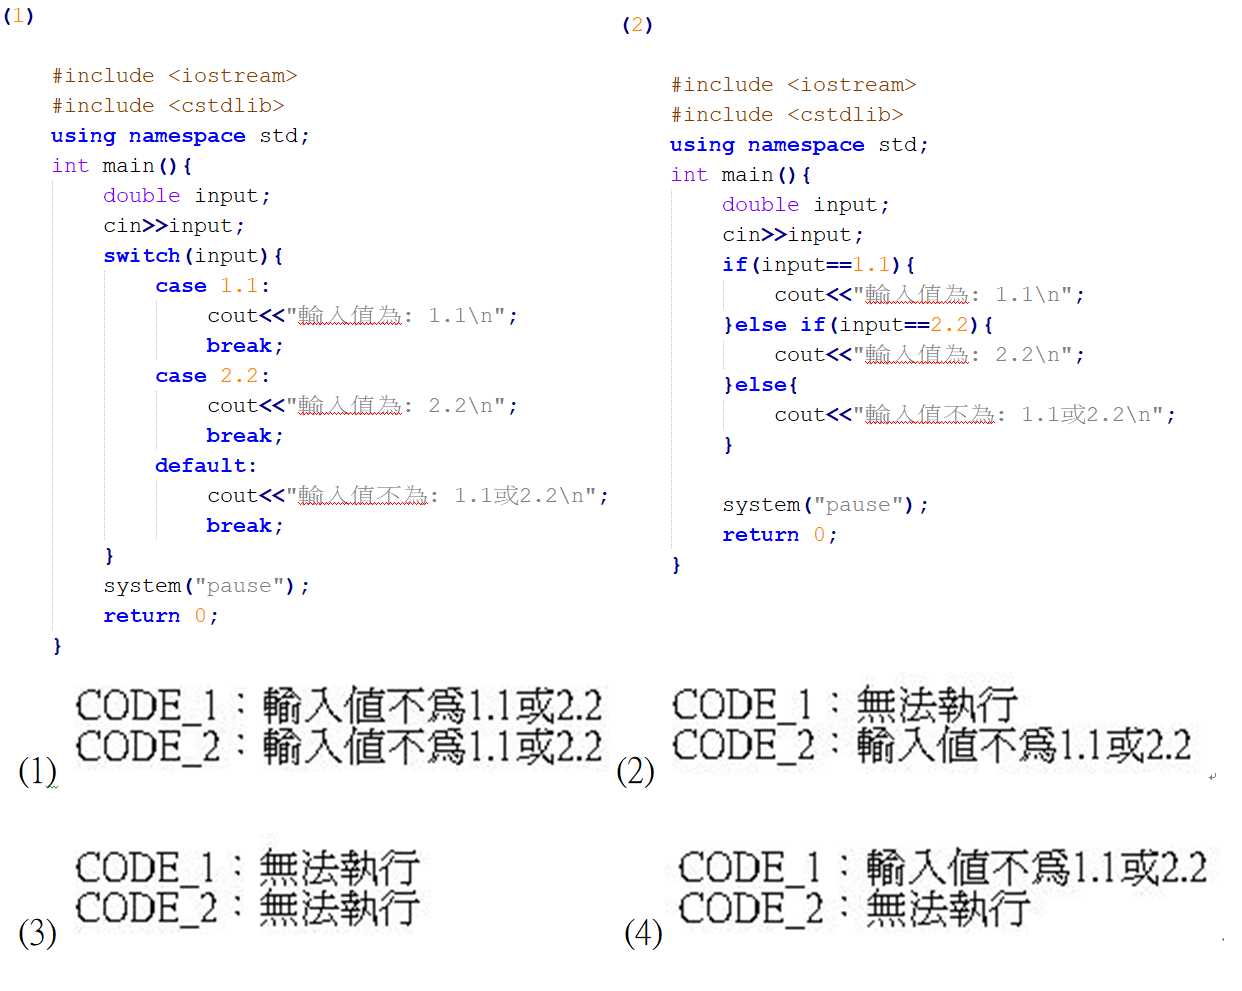 (1)
#include <iostream>
#include <cstdlib>
using namespace std;
int main(){
double input;
cin>>input;
switch(input){
case 1.1:
cout<<"輸入值為: 1.1\n";
break;
case 2.2:
cout<<"輸入值為: 2.2\n";
break;
default:
cout<<"輸入值不為: 1.1或2.2\n";
break;
}
system("pause");
return 0;
}
(2)
#include <iostream>
#include <cstdlib>
using namespace std;
int main(){
double input;
cin>>input;
if(input==1.1){
cout<<"輸入值為: 1.1\n";
}else if(input==2.2){
cout<<"輸入值為: 2.2\n";
}else{
cout<<"輸入值不為: 1.1或2.2\n";
}
system("pause");
return 0;
}
(1)
CODE_1：輸入值不爲1.1或2.2
CODE_2：輸入值不爲1.1或2.2
(2)
CODE_1：無法執行
CODE_2：輸入值不爲1.1或2.2
(3)
CODE_1：無法執行
CODE_2：無法執行
(4)
CODE_1：輸入值不爲1.1或2.2
CODE_2：無法執行